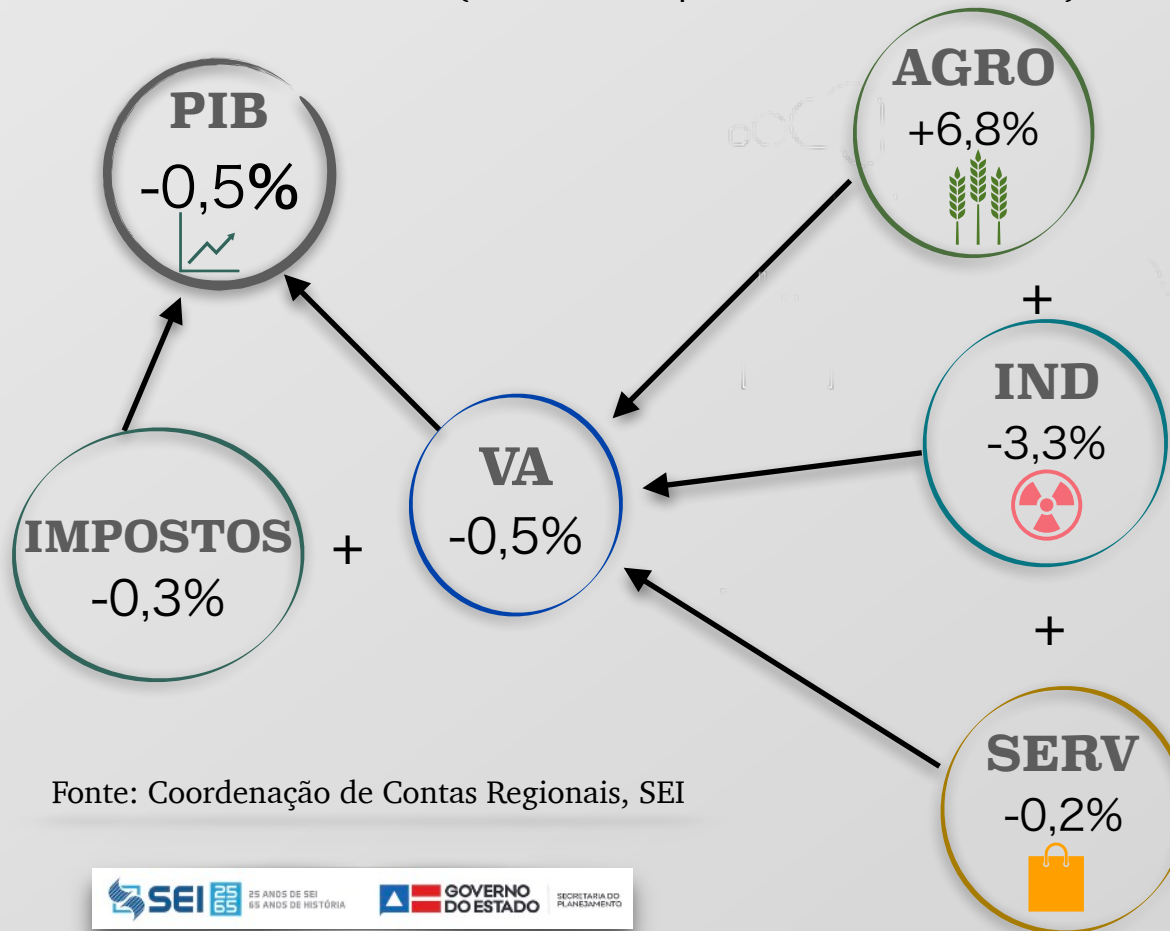 PIB
-0,5%
AGRO
+6,8%
+
IND
-3,3%
VA
-0,5%
IMPOSTOS
-0,3%
+
+
SERV
-0,2%
Fonte: Coordenação de Contas Regionais, SEI
SEI 25 65 25 ANOS DE SEI
65 ANOS DE HISTÓRIA
GOVERNO
DO ESTADO
SECRETARIA DO
PLANEJAMENTO